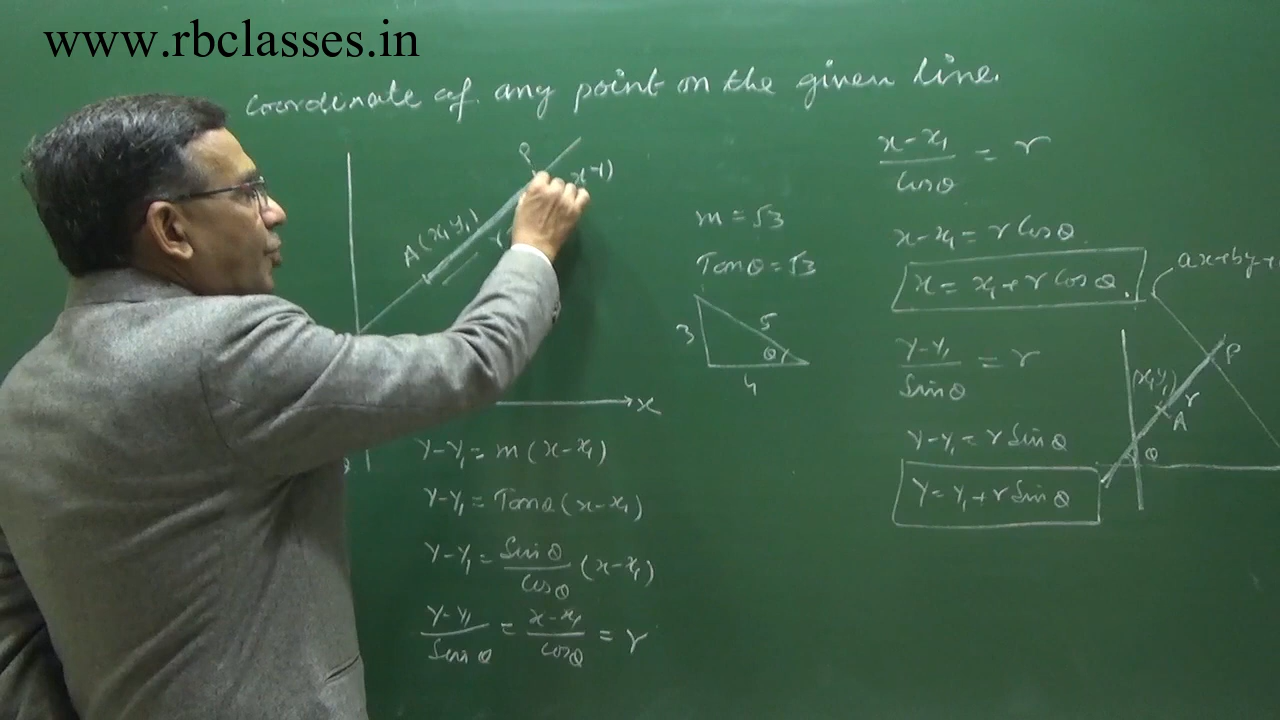 www.rbclasses.in
Coordinate of any point on the given line.
P
A (x₁, y₁)
r
X
y-y₁ = m (x-x₁)
y-y₁ = Tanθ (x-x₁)
y-y₁ = Sinθ/Cosθ (x-x₁)
y-y₁/Sinθ = x-x₁/Cosθ = r
m = √3
Tanθ = √3
3
5
θ
4
x-x₁/Cosθ = r
x-x₁ = r Cosθ
x = x₁ + r Cosθ.
y-y₁/Sinθ = r
y-y₁ = r Sinθ
y = y₁ + r Sinθ
ax+by+
P
(x₁, y₁)
r
A
θ